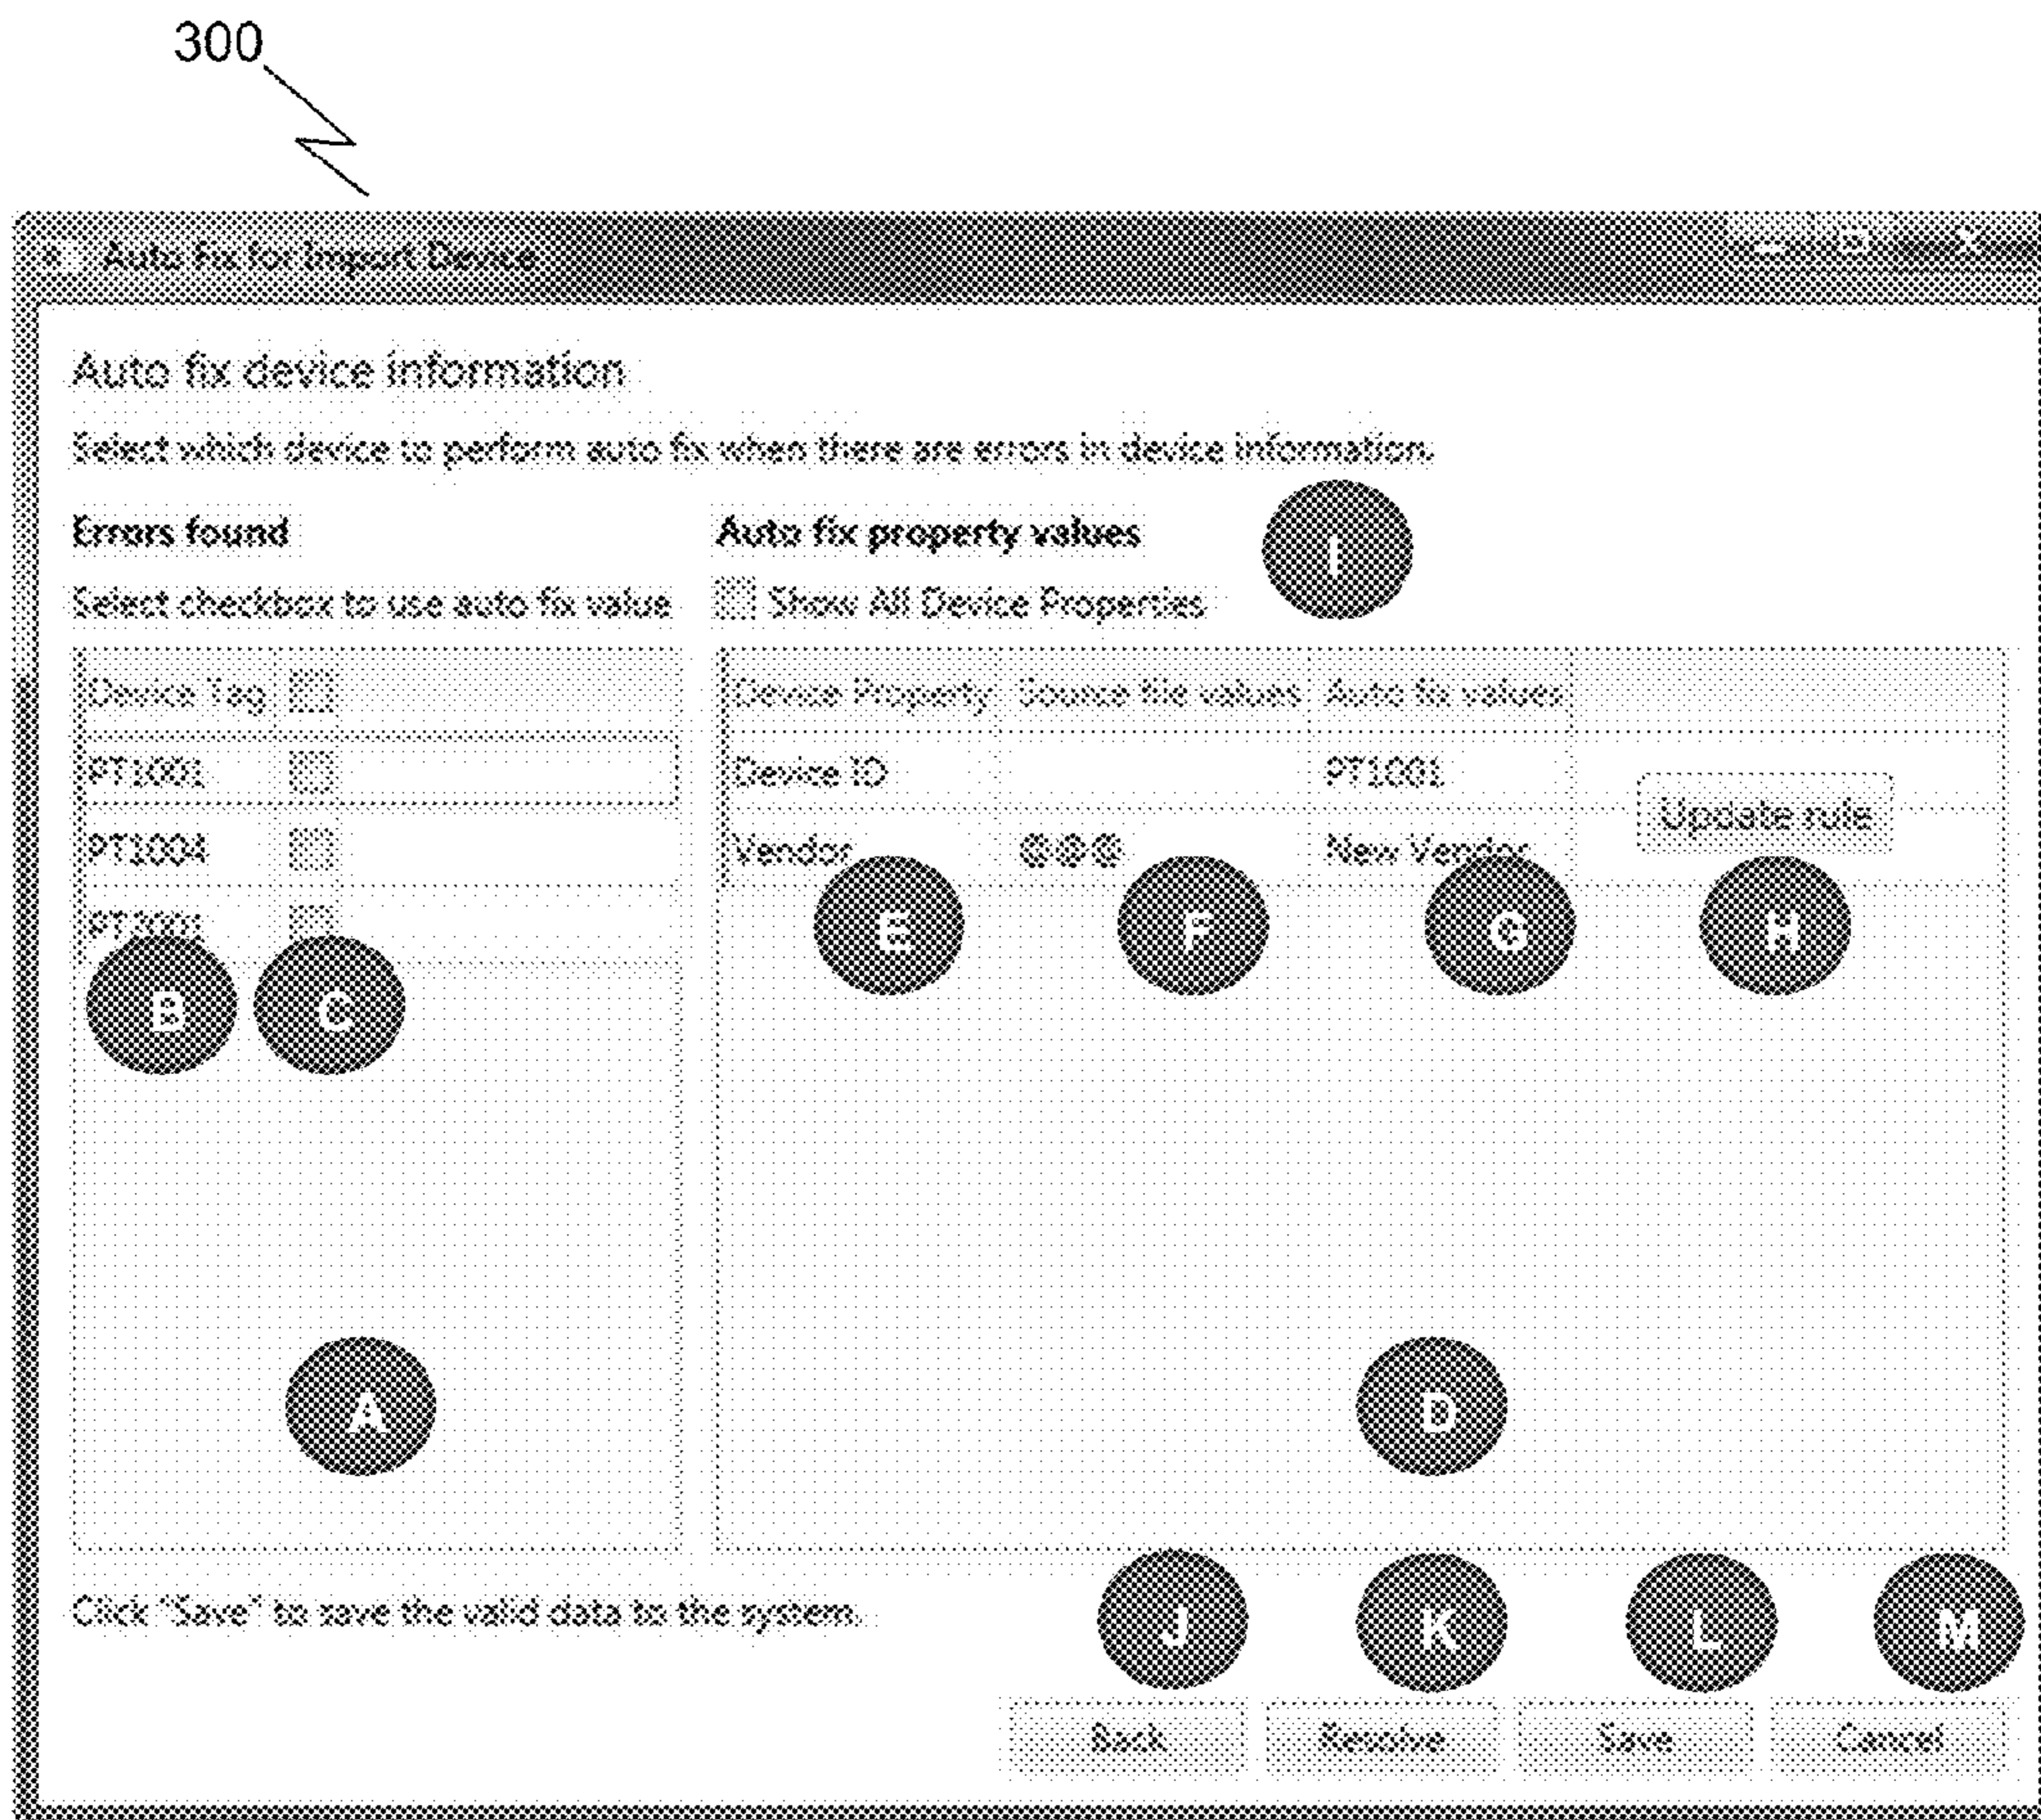 300
Auto Fix for Import Device
Auto fix device information
Select which device to perform auto fix when there are errors in device information.
Errors found
Auto fix property values
I
Select checkbox to use auto fix value
Show All Device Properties
Device Tag
Device Property Source file values Auto fix values
PT1001
Device ID PT1001
Update rule
PT1004
Vendor @@@ New Vendor
E F G H
B C
A D
Click "Save" to save the valid data to the system.
J K L M
Back Resolve Save Cancel